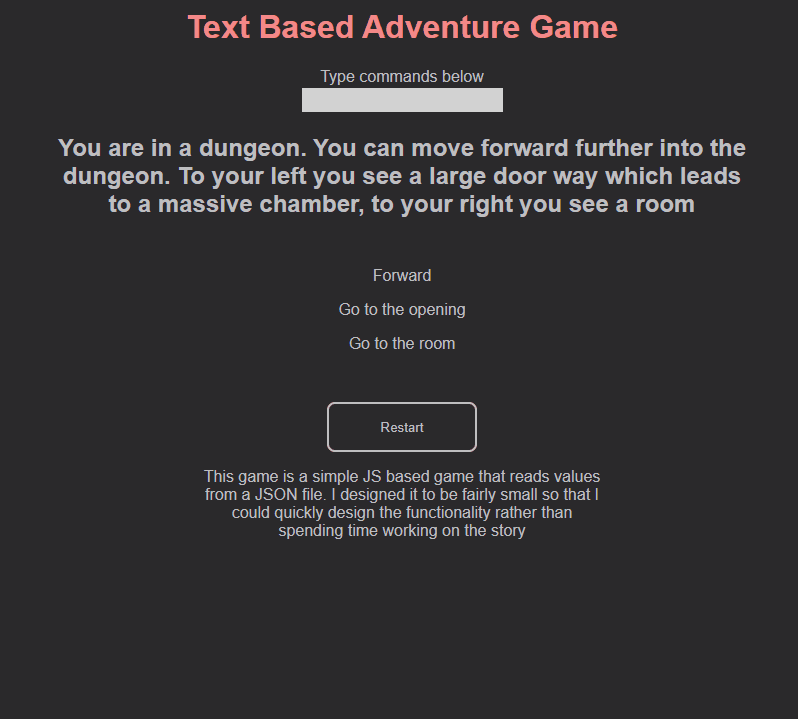 Text Based Adventure Game
Type commands below
You are in a dungeon. You can move forward further into the
dungeon. To your left you see a large door way which leads
to a massive chamber, to your right you see a room
Forward
Go to the opening
Go to the room
Restart
This game is a simple JS based game that reads values
from a JSON file. I designed it to be fairly small so that I
could quickly design the functionality rather than
spending time working on the story